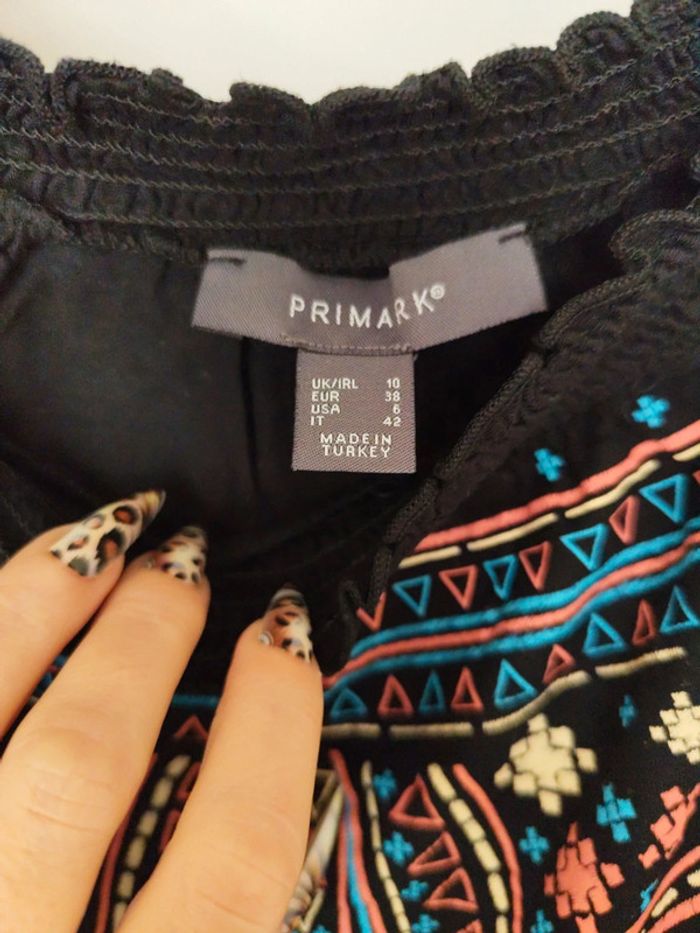 PRIMARK®
UK/IRL 10
EUR 38
USA 6
IT 42
MADE IN
TURKEY